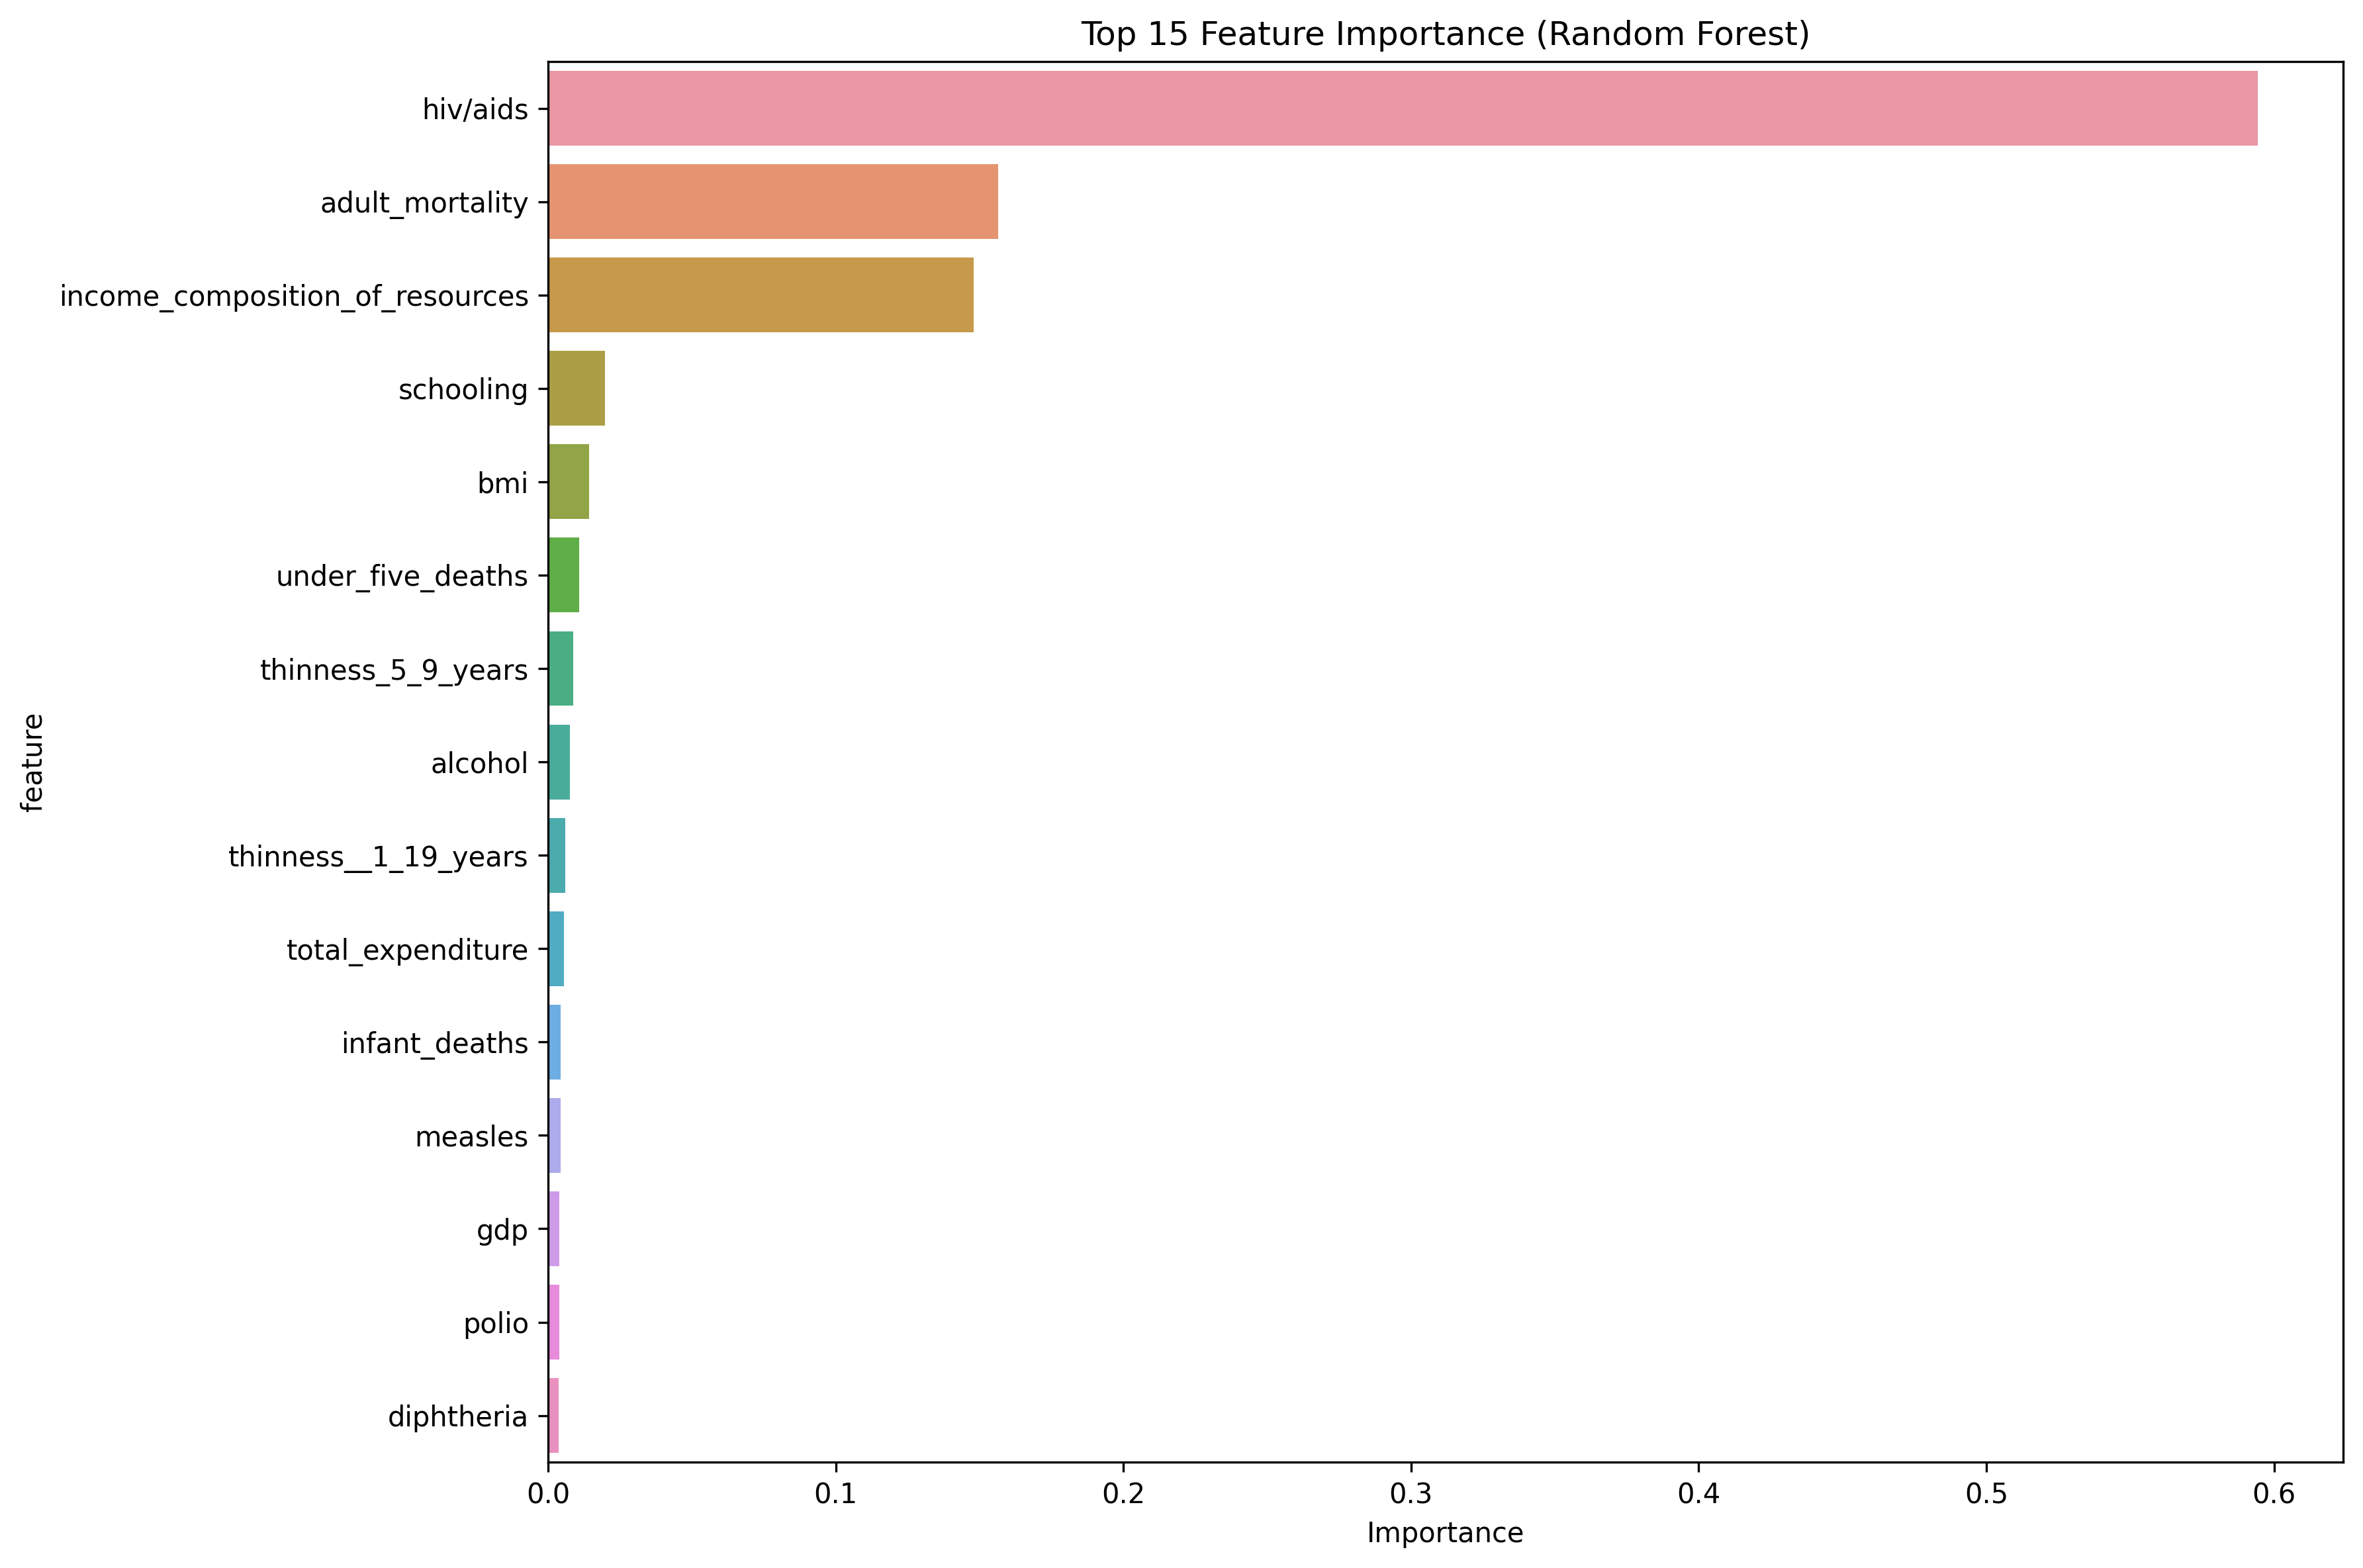 Top 15 Feature Importance (Random Forest)
hiv/aids
adult_mortality
income_composition_of_resources
schooling
bmi
under_five_deaths
thinness_5_9_years
alcohol
thinness__1_19_years
total_expenditure
infant_deaths
measles
gdp
polio
diphtheria
feature
0.0 0.1 0.2 0.3 0.4 0.5 0.6
Importance